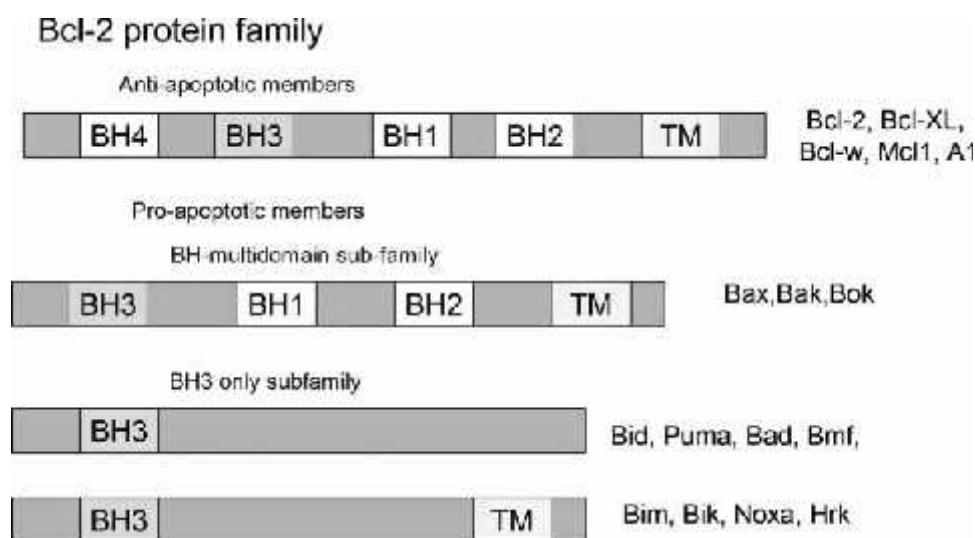 Bcl-2 protein family
Anti-apoptotic members
BH4 BH3 BH1 BH2 TM
Bcl-2, Bcl-XL,
Bcl-w, Mcl1, A1
Pro-apoptotic members
BH-multidomain sub-family
BH3 BH1 BH2 TM
Bax,Bak,Bok
BH3 only subfamily
BH3
Bid, Puma, Bad, Bmf,
BH3 TM
Bim, Bik, Noxa, Hrk